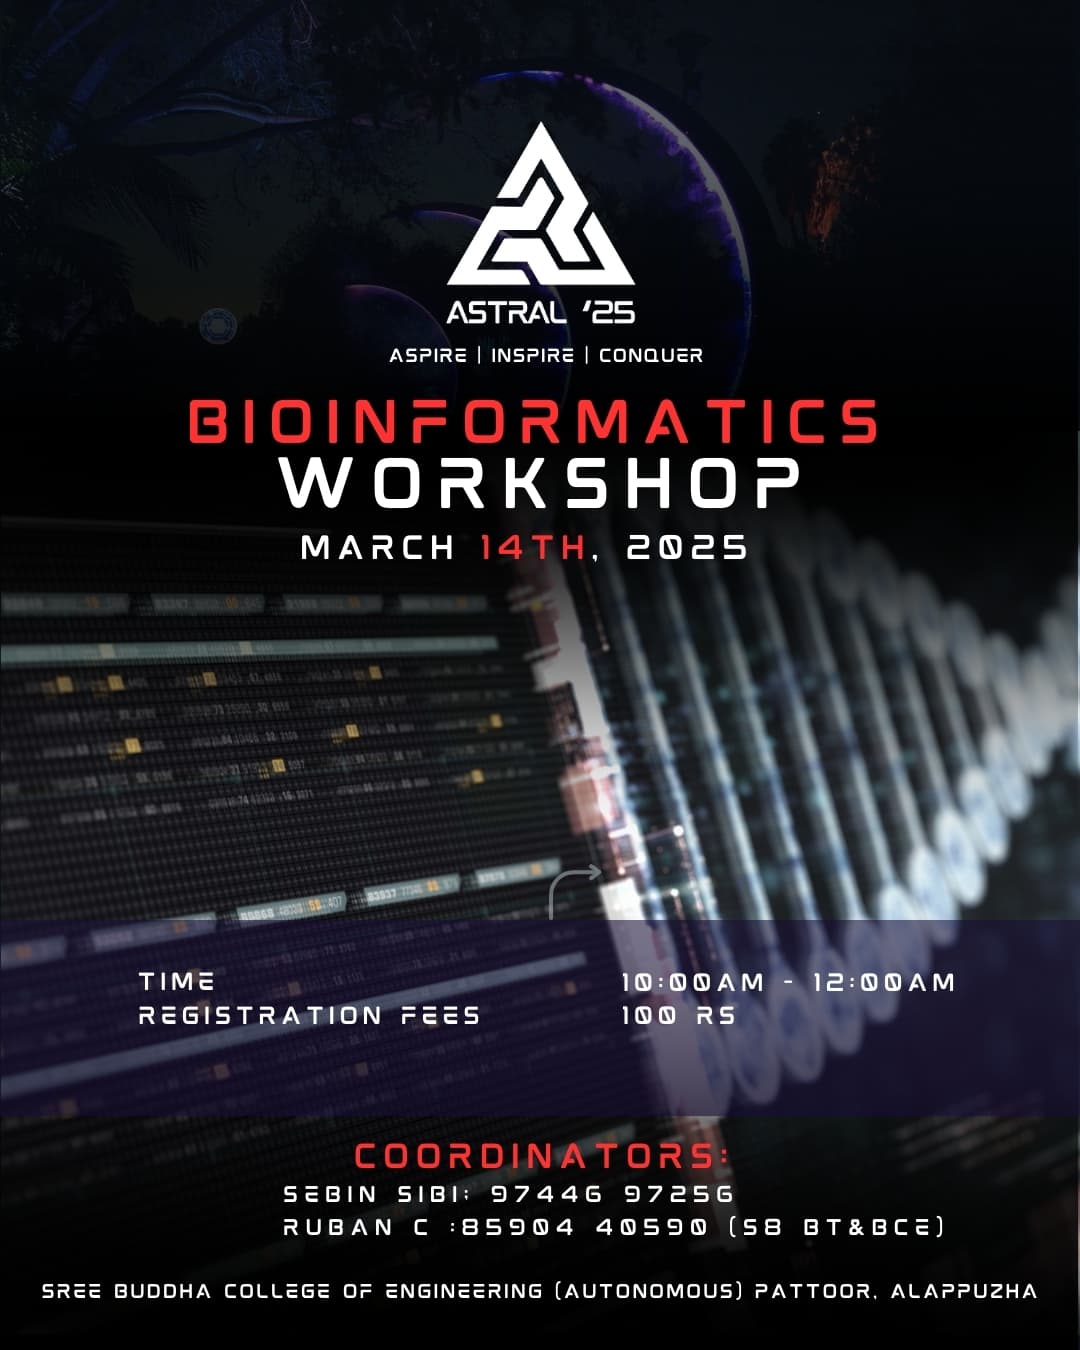 ASTRAL '25
ASPIRE | INSPIRE | CONQUER
BIOINFORMATICS
WORKSHOP
MARCH 14TH, 2025
TIME 10:00AM - 12:00AM
REGISTRATION FEES 100 RS
COORDINATORS:
SEBIN SIBI: 97446 97256
RUBAN C :85904 40590 (S8 BT&BCE)
SREE BUDDHA COLLEGE OF ENGINEERING (AUTONOMOUS) PATTOOR, ALAPPUZHA